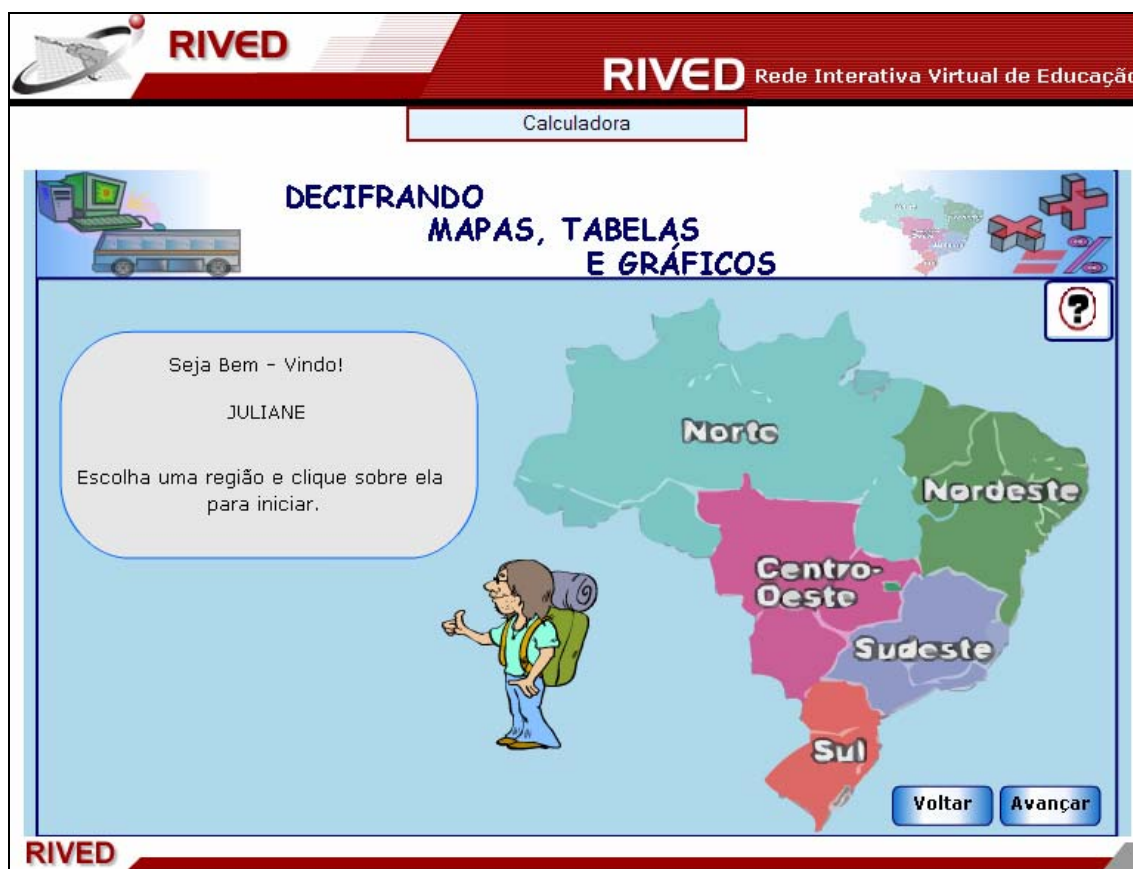 RIVED
RIVED Rede Interativa Virtual de Educação
Calculadora
DECIFRANDO
MAPAS, TABELAS
E GRÁFICOS
?
Seja Bem - Vindo!
JULIANE
Escolha uma região e clique sobre ela
para iniciar.
Norte
Nordeste
Centro-
Oeste
Sudeste
Sul
Voltar
Avançar
RIVED